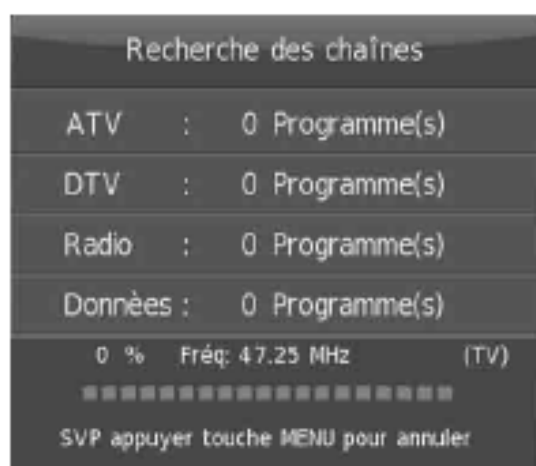 Recherche des chaînes
ATV : 0 Programme(s)
DTV : 0 Programme(s)
Radio : 0 Programme(s)
Donnèes : 0 Programme(s)
0 % Fréq: 47.25 MHz (TV)
SVP appuyer touche MENU pour annuler